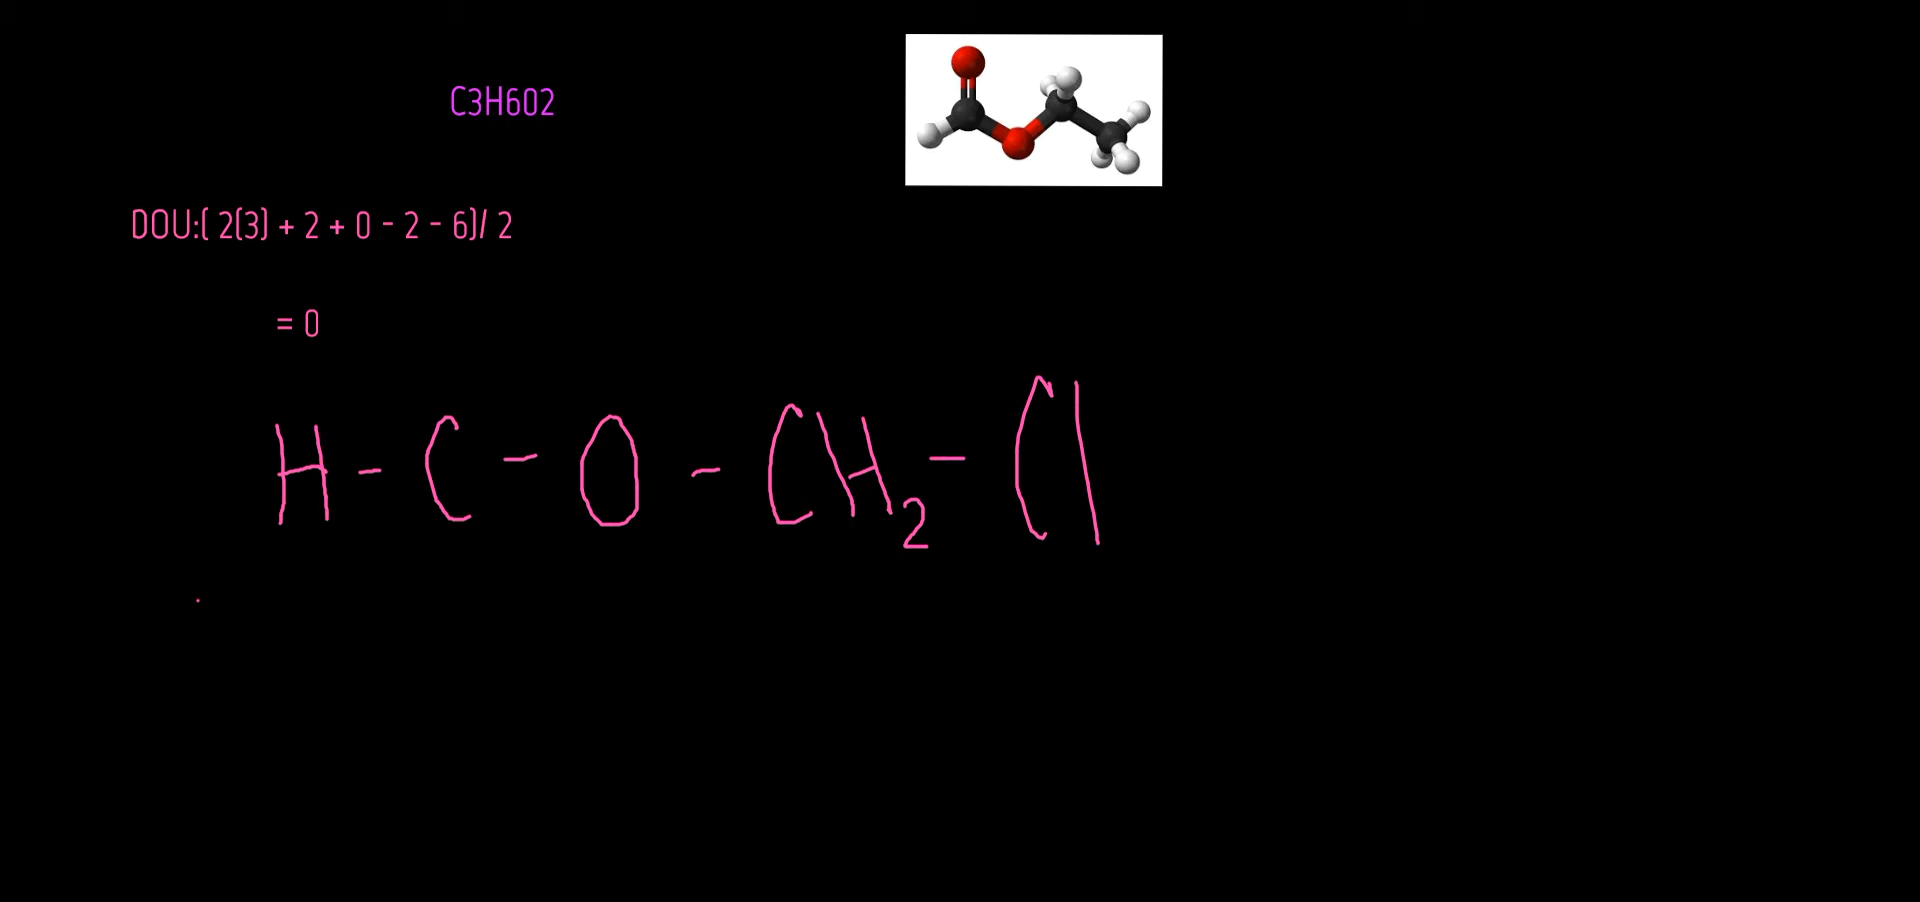 C3H6O2
DOU:( 2(3) + 2 + 0 - 2 - 6)/ 2
= 0
H - C - O - CH2 - Cl